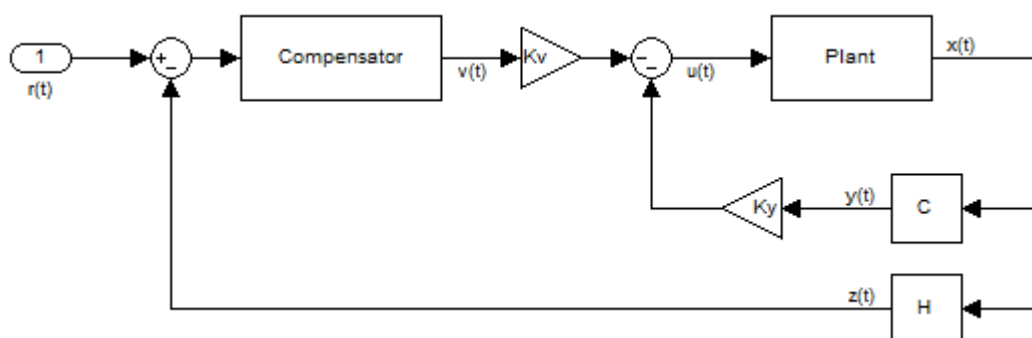 1
r(t)
+
−
Compensator
v(t)
Kv
−
−
u(t)
Plant
x(t)
Ky
y(t)
C
z(t)
H